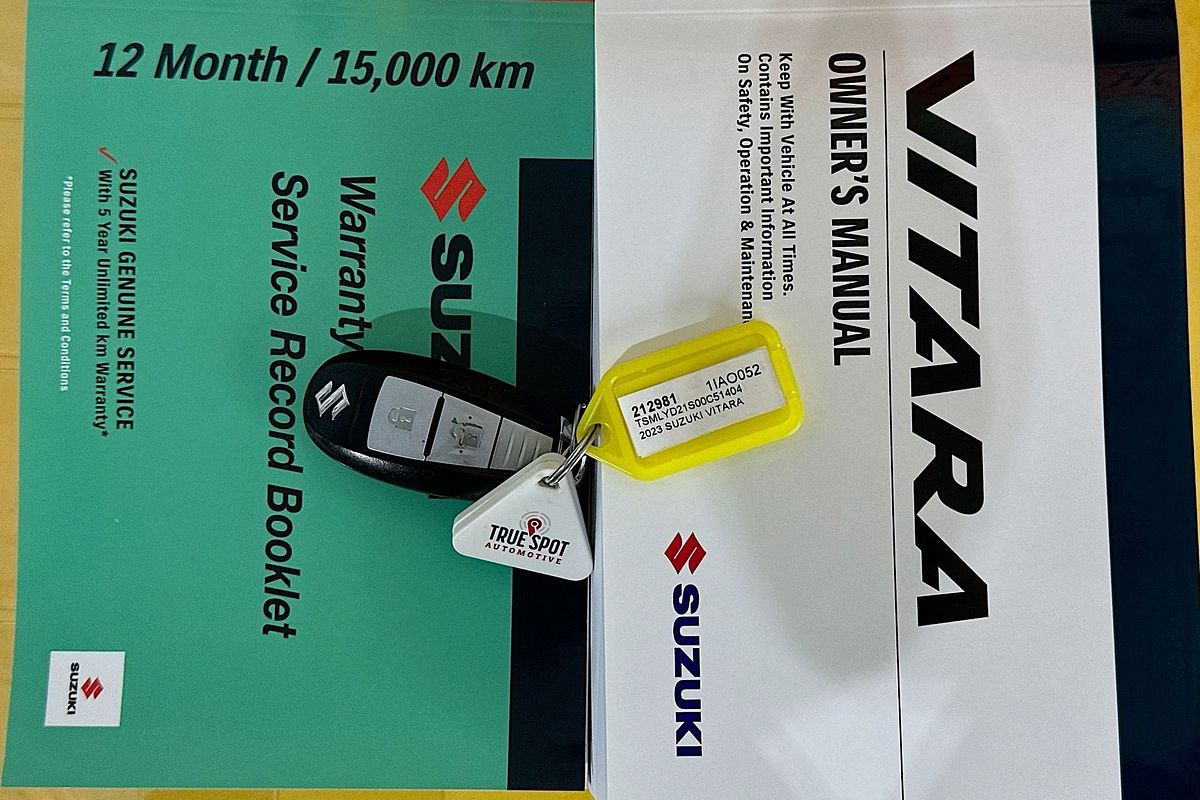 12 Month / 15,000 km
SUZ
Warranty
Service Record Booklet
✓ SUZUKI GENUINE SERVICE
With 5 Year Unlimited km Warranty*
*Please refer to the Terms and Conditions
SUZUKI
VITARA
OWNER'S MANUAL
Keep With Vehicle At All Times.
Contains Important Information
On Safety, Operation & Maintenan
SUZUKI
212981 1IAO052
TSMLYD21S00C51404
2023 SUZUKI VITARA
TRUE SPOT
AUTOMOTIVE